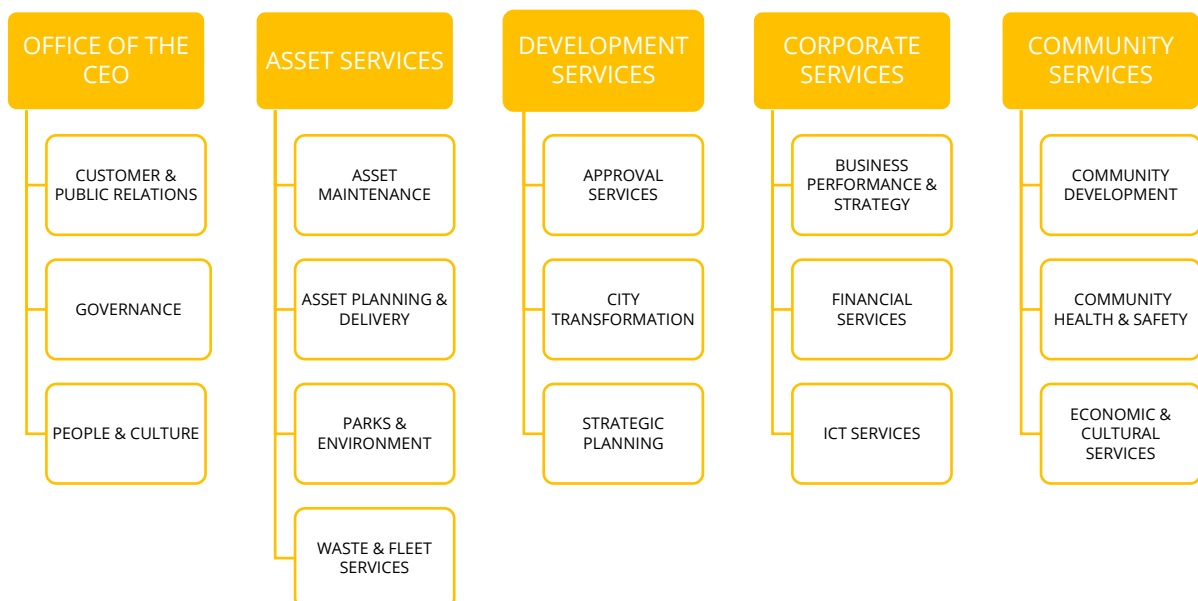 OFFICE OF THE
CEO
CUSTOMER &
PUBLIC RELATIONS
GOVERNANCE
PEOPLE & CULTURE
ASSET SERVICES
ASSET
MAINTENANCE
ASSET PLANNING &
DELIVERY
PARKS &
ENVIRONMENT
WASTE & FLEET
SERVICES
DEVELOPMENT
SERVICES
APPROVAL
SERVICES
CITY
TRANSFORMATION
STRATEGIC
PLANNING
CORPORATE
SERVICES
BUSINESS
PERFORMANCE &
STRATEGY
FINANCIAL
SERVICES
ICT SERVICES
COMMUNITY
SERVICES
COMMUNITY
DEVELOPMENT
COMMUNITY
HEALTH & SAFETY
ECONOMIC &
CULTURAL
SERVICES